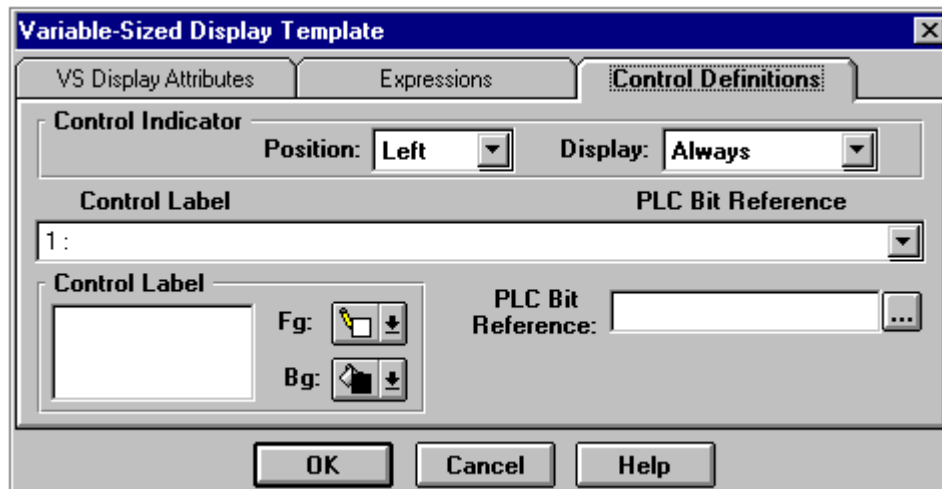 Variable-Sized Display Template
VS Display Attributes Expressions Control Definitions
Control Indicator
Position: Left Display: Always
Control Label PLC Bit Reference
1 :
Control Label
Fg:
Bg:
PLC Bit
Reference:
...
OK Cancel Help